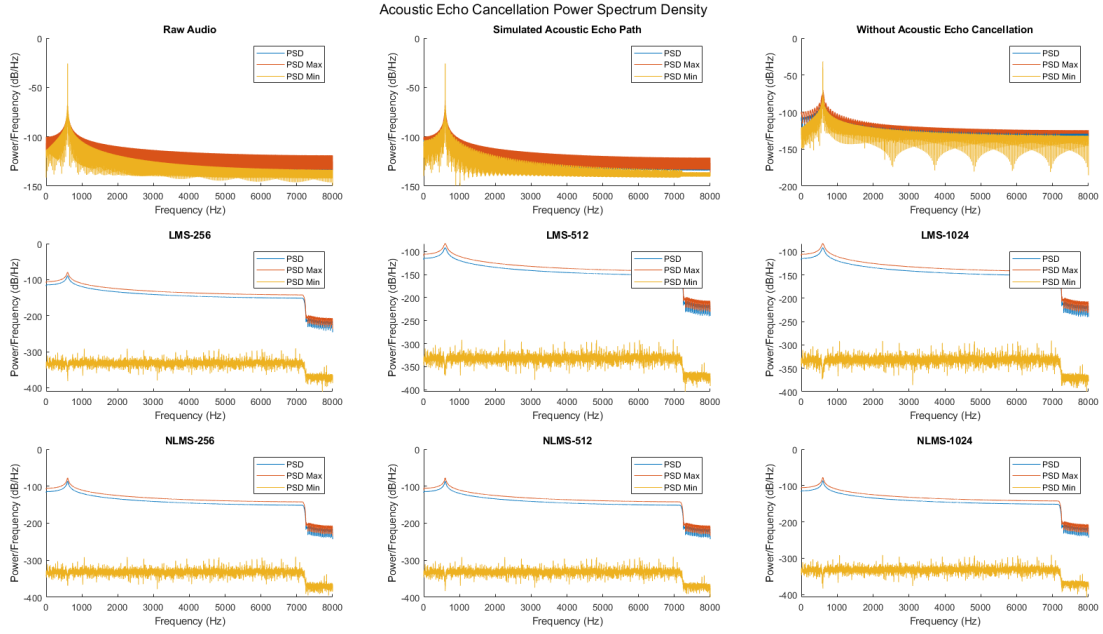 Acoustic Echo Cancellation Power Spectrum Density
Raw Audio
Power/Frequency (dB/Hz)
0
-50
-100
-150
PSD
PSD Max
PSD Min
0 1000 2000 3000 4000 5000 6000 7000 8000
Frequency (Hz)
Simulated Acoustic Echo Path
Power/Frequency (dB/Hz)
0
-50
-100
-150
PSD
PSD Max
PSD Min
0 1000 2000 3000 4000 5000 6000 7000 8000
Frequency (Hz)
Without Acoustic Echo Cancellation
Power/Frequency (dB/Hz)
0
-50
-100
-150
-200
PSD
PSD Max
PSD Min
0 1000 2000 3000 4000 5000 6000 7000 8000
Frequency (Hz)
LMS-256
Power/Frequency (dB/Hz)
0
-100
-200
-300
-400
PSD
PSD Max
PSD Min
0 1000 2000 3000 4000 5000 6000 7000 8000
Frequency (Hz)
LMS-512
Power/Frequency (dB/Hz)
-100
-150
-200
-250
-300
-350
-400
PSD
PSD Max
PSD Min
0 1000 2000 3000 4000 5000 6000 7000 8000
Frequency (Hz)
LMS-1024
Power/Frequency (dB/Hz)
-100
-150
-200
-250
-300
-350
-400
PSD
PSD Max
PSD Min
0 1000 2000 3000 4000 5000 6000 7000 8000
Frequency (Hz)
NLMS-256
Power/Frequency (dB/Hz)
0
-100
-200
-300
-400
PSD
PSD Max
PSD Min
0 1000 2000 3000 4000 5000 6000 7000 8000
Frequency (Hz)
NLMS-512
Power/Frequency (dB/Hz)
0
-100
-200
-300
-400
PSD
PSD Max
PSD Min
0 1000 2000 3000 4000 5000 6000 7000 8000
Frequency (Hz)
NLMS-1024
Power/Frequency (dB/Hz)
0
-100
-200
-300
-400
PSD
PSD Max
PSD Min
0 1000 2000 3000 4000 5000 6000 7000 8000
Frequency (Hz)